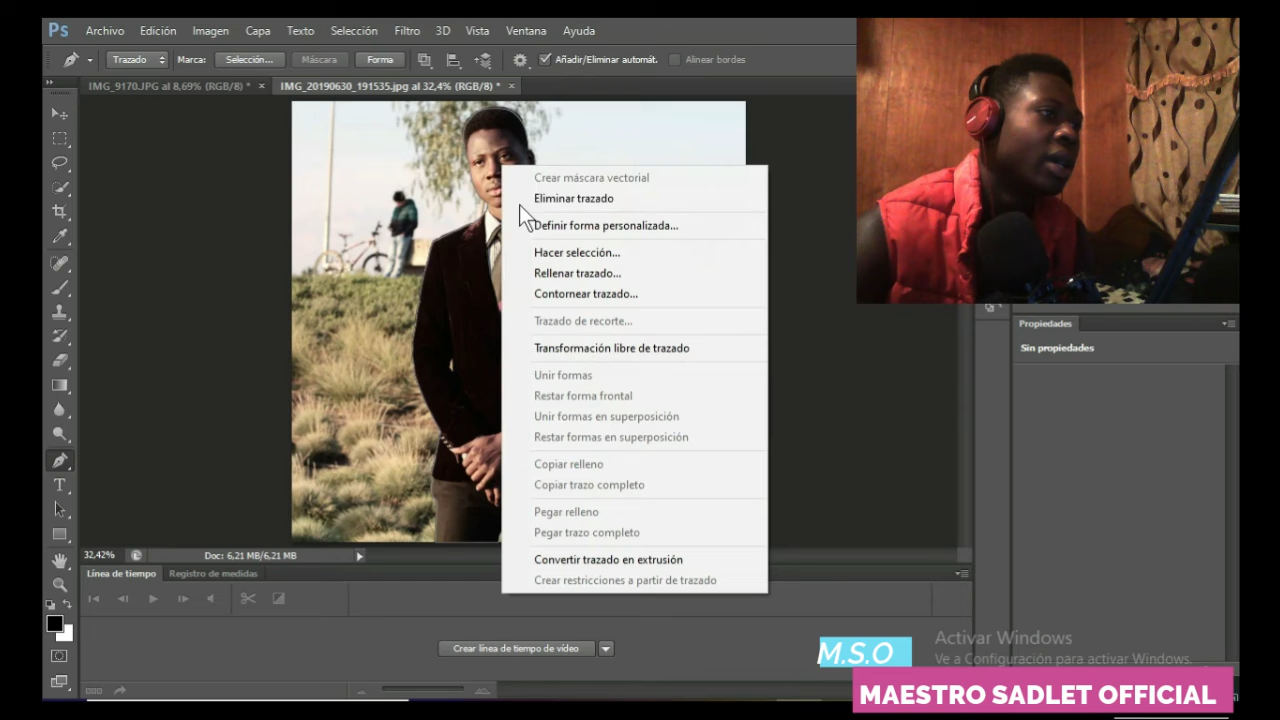 Ps Archivo Edición Imagen Capa Texto Selección Filtro 3D Vista Ventana Ayuda
Trazado Marca: Selección... Máscara Forma Añadir/Eliminar automát. Alinear bordes
IMG_9170.JPG al 8,69% (RGB/8) * × IMG_20190630_191535.jpg al 32,4% (RGB/8) * ×
Crear máscara vectorial
Eliminar trazado
Definir forma personalizada...
Hacer selección...
Rellenar trazado...
Contornear trazado...
Trazado de recorte...
Transformación libre de trazado
Unir formas
Restar forma frontal
Unir formas en superposición
Restar formas en superposición
Copiar relleno
Copiar trazo completo
Pegar relleno
Pegar trazo completo
Convertir trazado en extrusión
Crear restricciones a partir de trazado
Propiedades
Sin propiedades
T
32,42% Doc: 6,21 MB/6,21 MB
Línea de tiempo Registro de medidas
Crear línea de tiempo de vídeo
M.S.O
Activar Windows
Ve a Configuración para activar Windows.
MAESTRO SADLET OFFICIAL